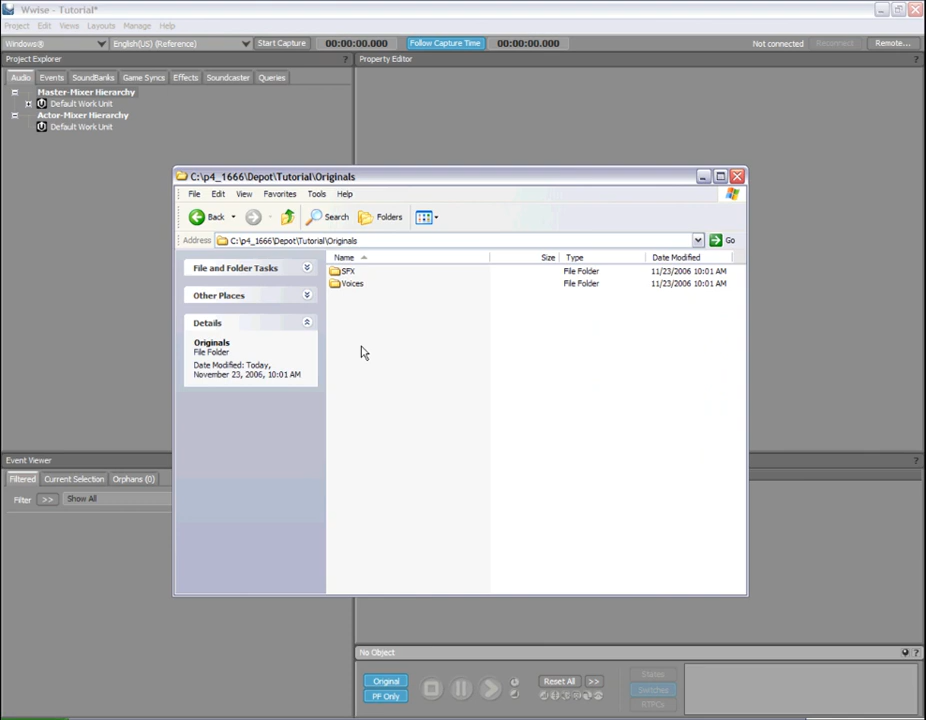 Wwise - Tutorial*
Project Edit Views Layouts Manage Help
Windows® English(US) (Reference) Start Capture 00:00:00.000 Follow Capture Time 00:00:00.000 Not connected Reconnect Remote...
Project Explorer ? Property Editor ?
Audio Events SoundBanks Game Syncs Effects Soundcaster Queries
Master-Mixer Hierarchy
Default Work Unit
Actor-Mixer Hierarchy
Default Work Unit
C:\p4_1666\Depot\Tutorial\Originals
File Edit View Favorites Tools Help
Back Search Folders
Address C:\p4_1666\Depot\Tutorial\Originals Go
File and Folder Tasks
Other Places
Details
Originals
File Folder
Date Modified: Today,
November 23, 2006, 10:01 AM
Name Size Type Date Modified
SFX File Folder 11/23/2006 10:01 AM
Voices File Folder 11/23/2006 10:01 AM
Event Viewer ?
Filtered Current Selection Orphans (0)
Filter >> Show All
No Object ?
Original Reset All >> States
PF Only Switches
RTPCs